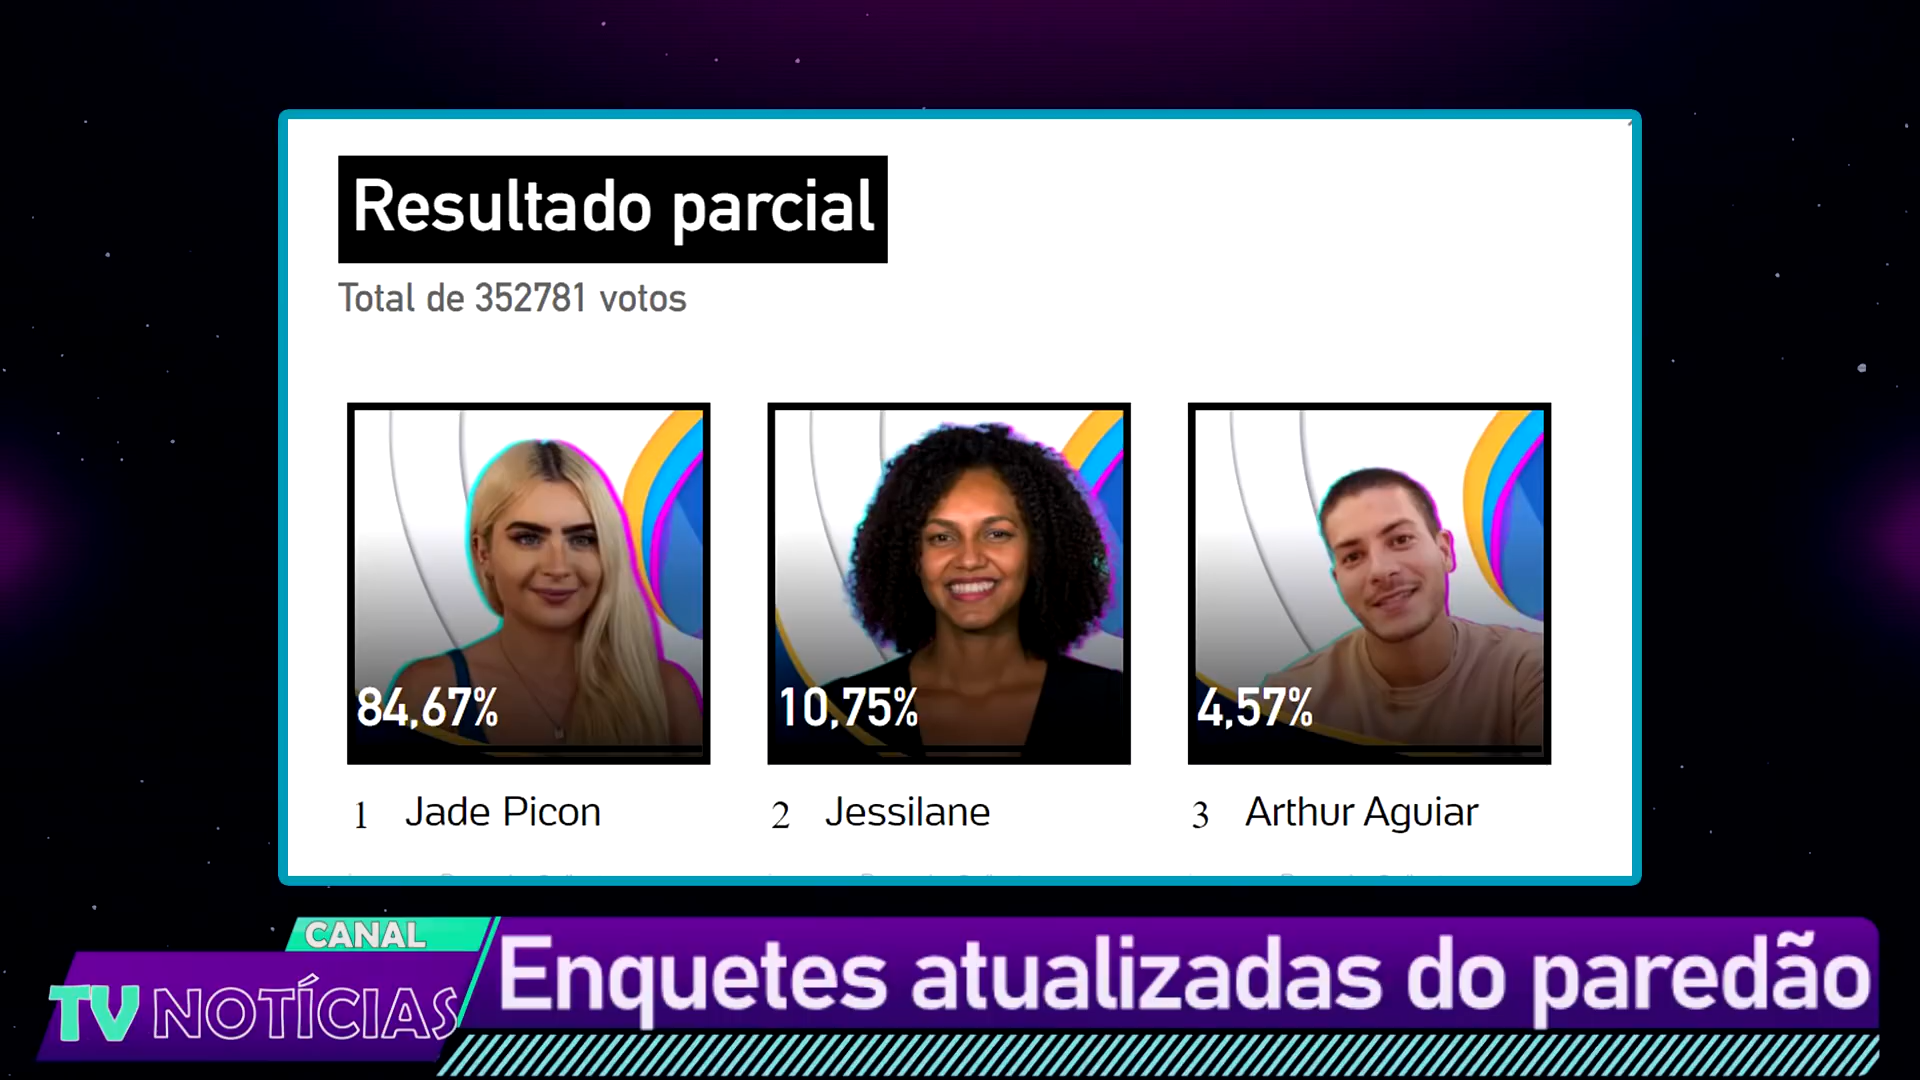 Resultado parcial
Total de 352781 votos
84,67%
10,75%
4,57%
1 Jade Picon
2 Jessilane
3 Arthur Aguiar
CANAL
TV NOTÍCIAS
Enquetes atualizadas do paredão